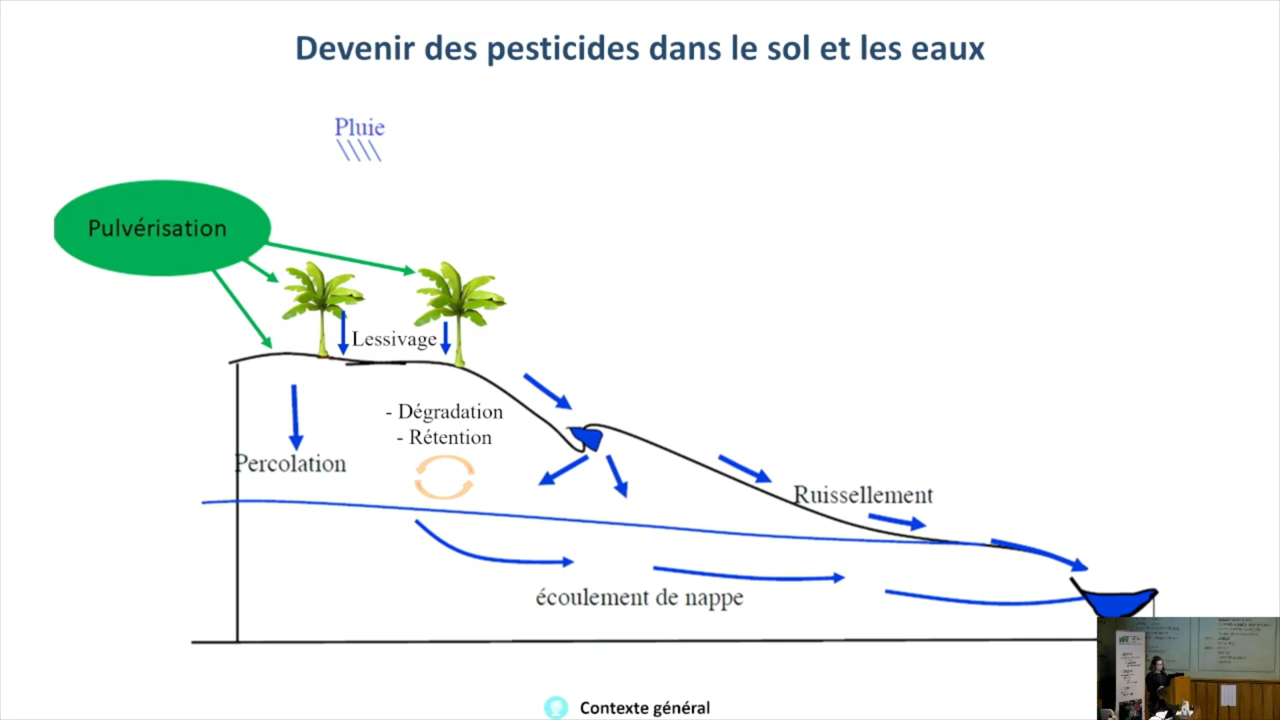 Devenir des pesticides dans le sol et les eaux
Pluie
Pulvérisation
Lessivage
- Dégradation
- Rétention
Percolation
Ruissellement
écoulement de nappe
Contexte général